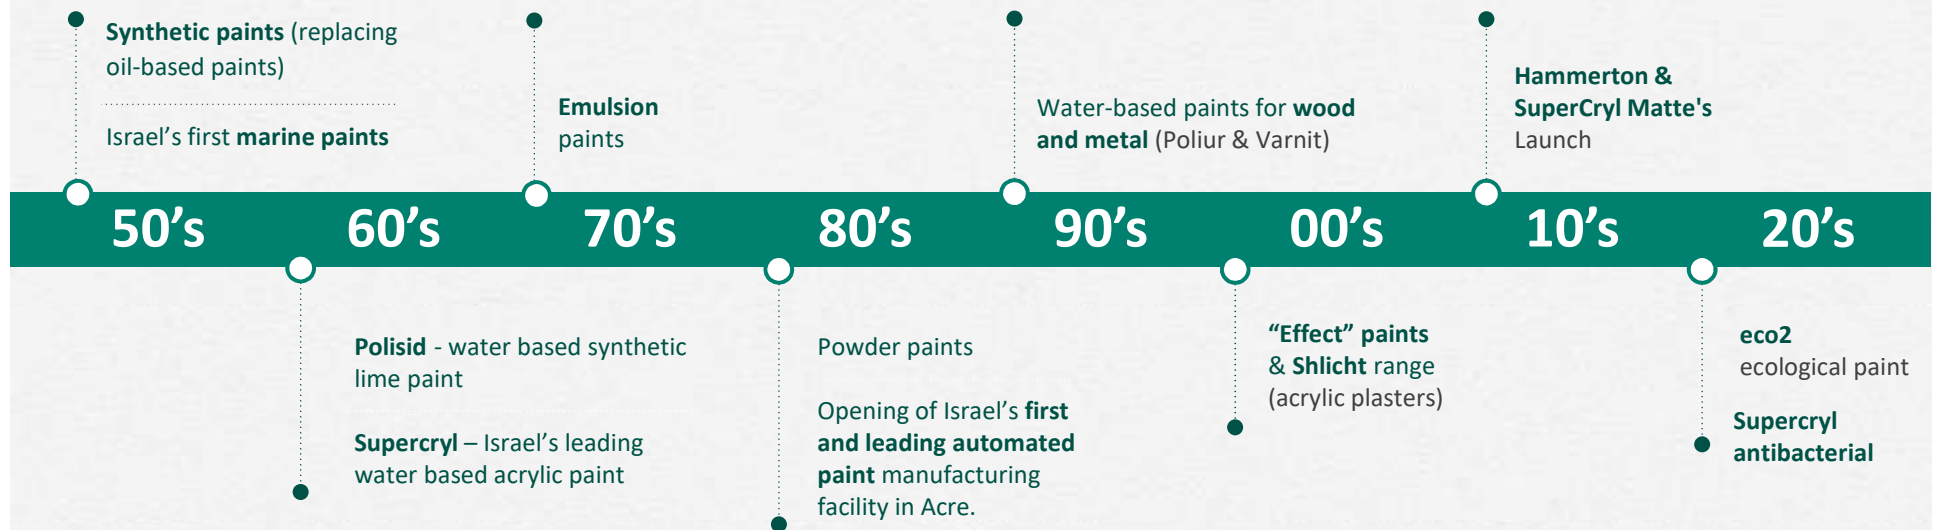 Synthetic paints (replacing
oil-based paints)
Israel's first marine paints
Emulsion
paints
Water-based paints for wood
and metal (Poliur & Varnit)
Hammerton &
SuperCryl Matte's
Launch
50's 60's 70's 80's 90's 00's 10's 20's
Polisid - water based synthetic
lime paint
Supercryl – Israel's leading
water based acrylic paint
Powder paints
Opening of Israel's first
and leading automated
paint manufacturing
facility in Acre.
“Effect” paints
& Shlicht range
(acrylic plasters)
eco2
ecological paint
Supercryl
antibacterial